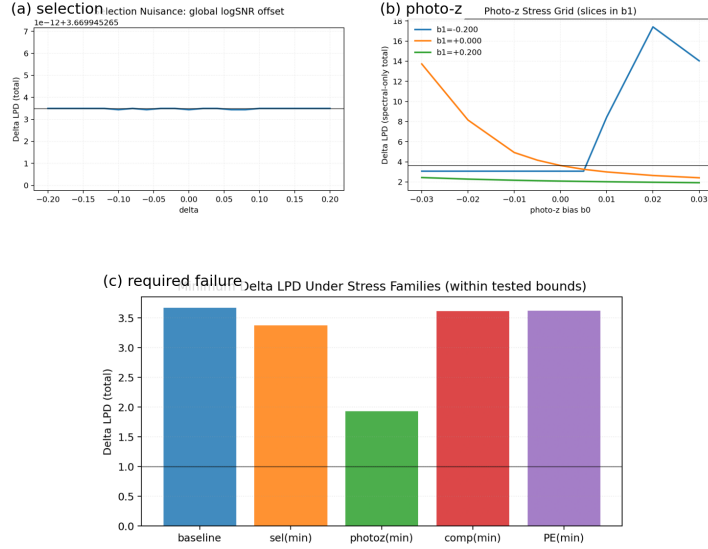 (a) selection
lection Nuisance: global logSNR offset
1e−12+3.669945265
7
6
5
4
3
2
1
0
Delta LPD (total)
−0.20
−0.15
−0.10
−0.05
0.00
0.05
0.10
0.15
0.20
delta
(b) photo-z
Photo-z Stress Grid (slices in b1)
b1=-0.200
b1=+0.000
b1=+0.200
18
16
14
12
10
8
6
4
2
Delta LPD (spectral-only total)
−0.03
−0.02
−0.01
0.00
0.01
0.02
0.03
photo-z bias b0
(c) required failure
Delta LPD Under Stress Families (within tested bounds)
3.5
3.0
2.5
2.0
1.5
1.0
0.5
0.0
Delta LPD (total)
baseline
sel(min)
photoz(min)
comp(min)
PE(min)